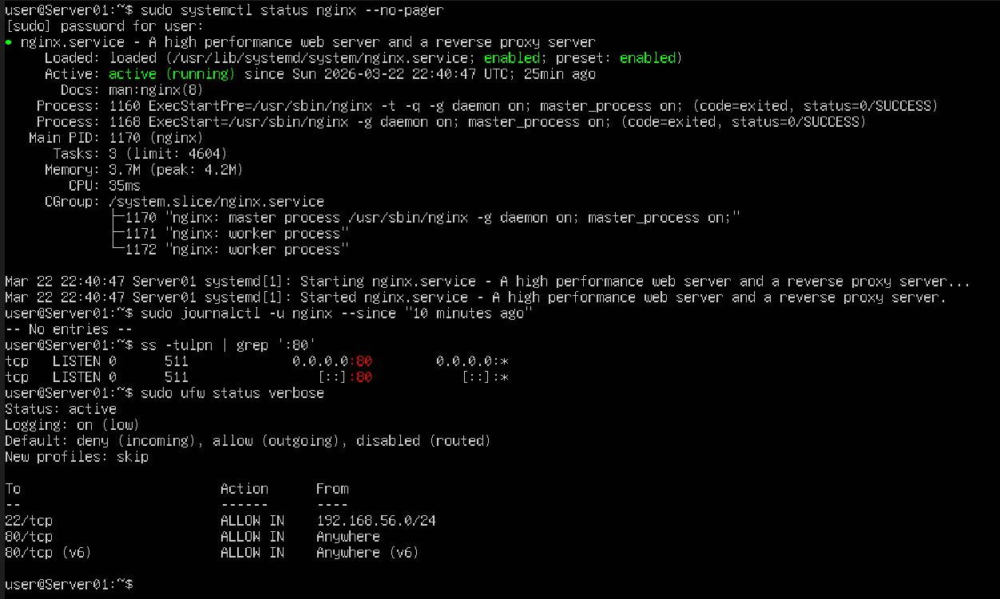 user@Server01:~$ sudo systemctl status nginx --no-pager
[sudo] password for user:
● nginx.service - A high performance web server and a reverse proxy server
     Loaded: loaded (/usr/lib/systemd/system/nginx.service; enabled; preset: enabled)
     Active: active (running) since Sun 2026-03-22 22:40:47 UTC; 25min ago
       Docs: man:nginx(8)
    Process: 1160 ExecStartPre=/usr/sbin/nginx -t -q -g daemon on; master_process on; (code=exited, status=0/SUCCESS)
    Process: 1168 ExecStart=/usr/sbin/nginx -g daemon on; master_process on; (code=exited, status=0/SUCCESS)
   Main PID: 1170 (nginx)
      Tasks: 3 (limit: 4604)
     Memory: 3.7M (peak: 4.2M)
        CPU: 35ms
     CGroup: /system.slice/nginx.service
             ├─1170 "nginx: master process /usr/sbin/nginx -g daemon on; master_process on;"
             ├─1171 "nginx: worker process"
             └─1172 "nginx: worker process"

Mar 22 22:40:47 Server01 systemd[1]: Starting nginx.service - A high performance web server and a reverse proxy server...
Mar 22 22:40:47 Server01 systemd[1]: Started nginx.service - A high performance web server and a reverse proxy server.
user@Server01:~$ sudo journalctl -u nginx --since "10 minutes ago"
-- No entries --
user@Server01:~$ ss -tulpn | grep ':80'
tcp   LISTEN 0      511             0.0.0.0:80        0.0.0.0:*
tcp   LISTEN 0      511                [::]:80           [::]:*
user@Server01:~$ sudo ufw status verbose
Status: active
Logging: on (low)
Default: deny (incoming), allow (outgoing), disabled (routed)
New profiles: skip

To                         Action      From
--                         ------      ----
22/tcp                     ALLOW IN    192.168.56.0/24
80/tcp                     ALLOW IN    Anywhere
80/tcp (v6)                ALLOW IN    Anywhere (v6)

user@Server01:~$